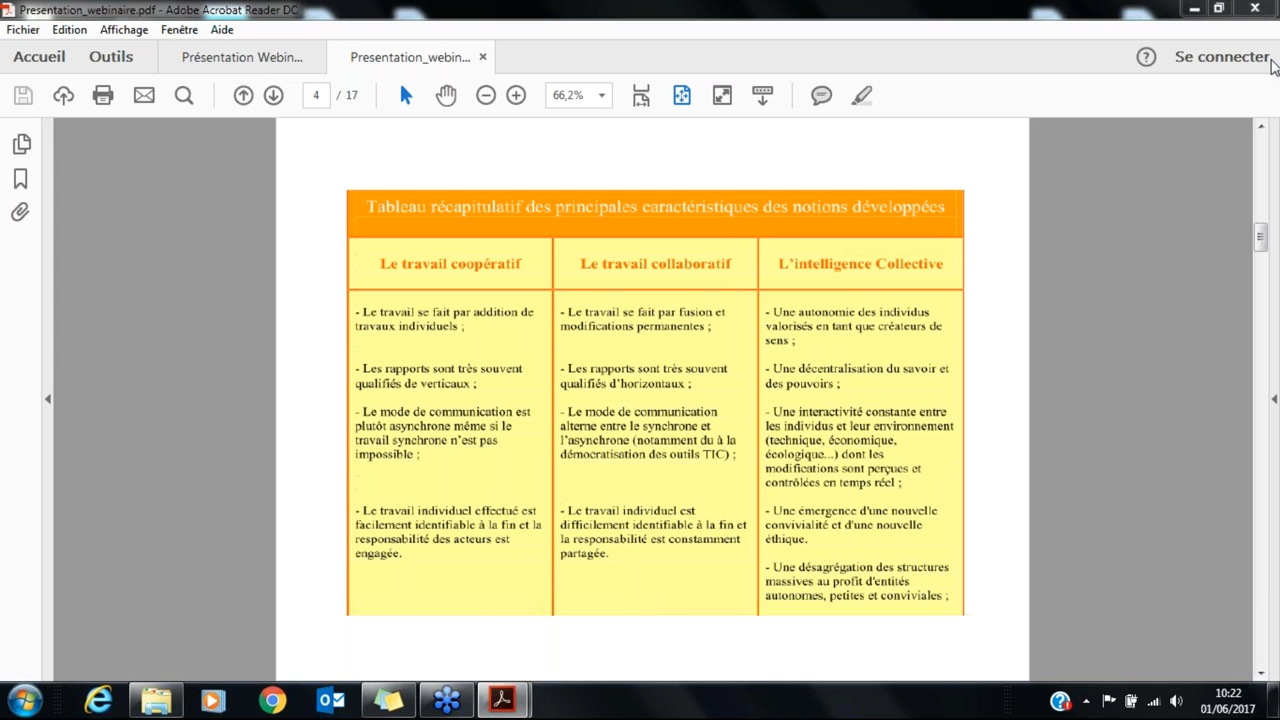 Presentation_webinaire.pdf - Adobe Acrobat Reader DC
Fichier Edition Affichage Fenêtre Aide
Accueil Outils Présentation Webin... Presentation_webin... × ? Se connecter
4 / 17 66,2%
Tableau récapitulatif des principales caractéristiques des notions développées
Le travail coopératif
- Le travail se fait par addition de
travaux individuels ;
- Les rapports sont très souvent
qualifiés de verticaux ;
- Le mode de communication est
plutôt asynchrone même si le
travail synchrone n'est pas
impossible ;
- Le travail individuel effectué est
facilement identifiable à la fin et la
responsabilité des acteurs est
engagée.
Le travail collaboratif
- Le travail se fait par fusion et
modifications permanentes ;
- Les rapports sont très souvent
qualifiés d'horizontaux ;
- Le mode de communication
alterne entre le synchrone et
l'asynchrone (notamment du à la
démocratisation des outils TIC) ;
- Le travail individuel est
difficilement identifiable à la fin et
la responsabilité est constamment
partagée.
L'intelligence Collective
- Une autonomie des individus
valorisés en tant que créateurs de
sens ;
- Une décentralisation du savoir et
des pouvoirs ;
- Une interactivité constante entre
les individus et leur environnement
(technique, économique,
écologique...) dont les
modifications sont perçues et
contrôlées en temps réel ;
- Une émergence d'une nouvelle
convivialité et d'une nouvelle
éthique.
- Une désagrégation des structures
massives au profit d'entités
autonomes, petites et conviviales ;
10:22
01/06/2017